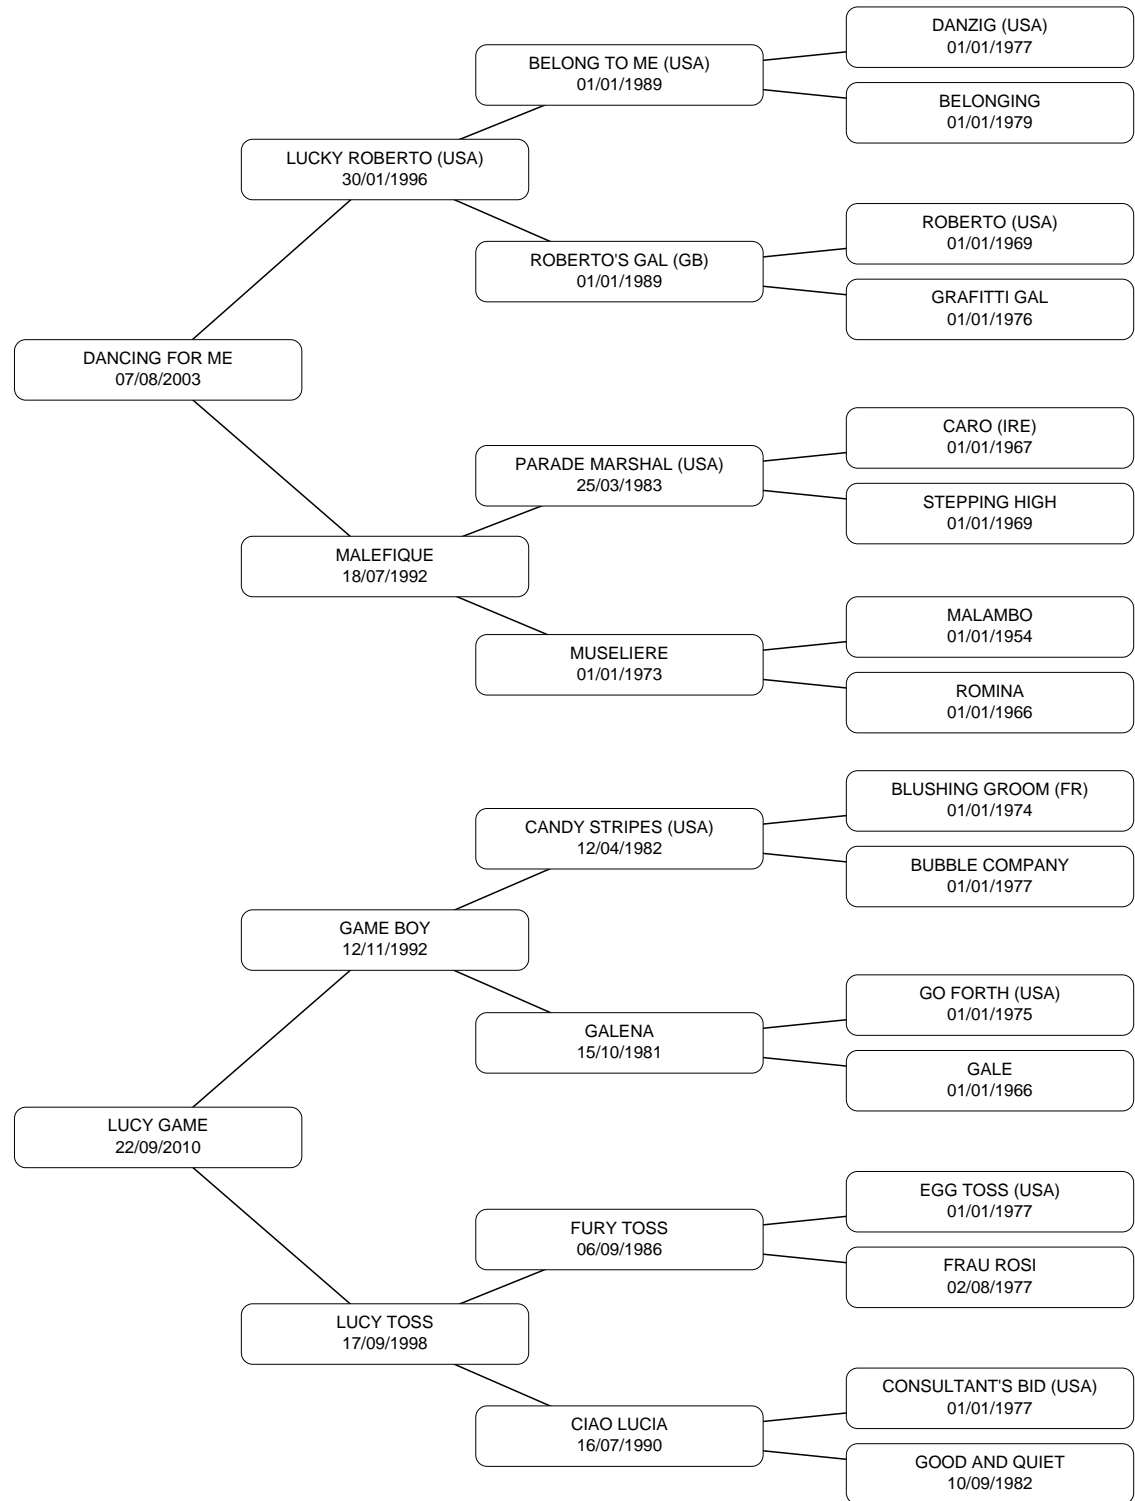 DANZIG (USA)
01/01/1977
BELONG TO ME (USA)
01/01/1989
BELONGING
01/01/1979
LUCKY ROBERTO (USA)
30/01/1996
ROBERTO (USA)
01/01/1969
ROBERTO'S GAL (GB)
01/01/1989
GRAFITTI GAL
01/01/1976
DANCING FOR ME
07/08/2003
CARO (IRE)
01/01/1967
PARADE MARSHAL (USA)
25/03/1983
STEPPING HIGH
01/01/1969
MALEFIQUE
18/07/1992
MALAMBO
01/01/1954
MUSELIERE
01/01/1973
ROMINA
01/01/1966
BLUSHING GROOM (FR)
01/01/1974
CANDY STRIPES (USA)
12/04/1982
BUBBLE COMPANY
01/01/1977
GAME BOY
12/11/1992
GO FORTH (USA)
01/01/1975
GALENA
15/10/1981
GALE
01/01/1966
LUCY GAME
22/09/2010
EGG TOSS (USA)
01/01/1977
FURY TOSS
06/09/1986
FRAU ROSI
02/08/1977
LUCY TOSS
17/09/1998
CONSULTANT'S BID (USA)
01/01/1977
CIAO LUCIA
16/07/1990
GOOD AND QUIET
10/09/1982